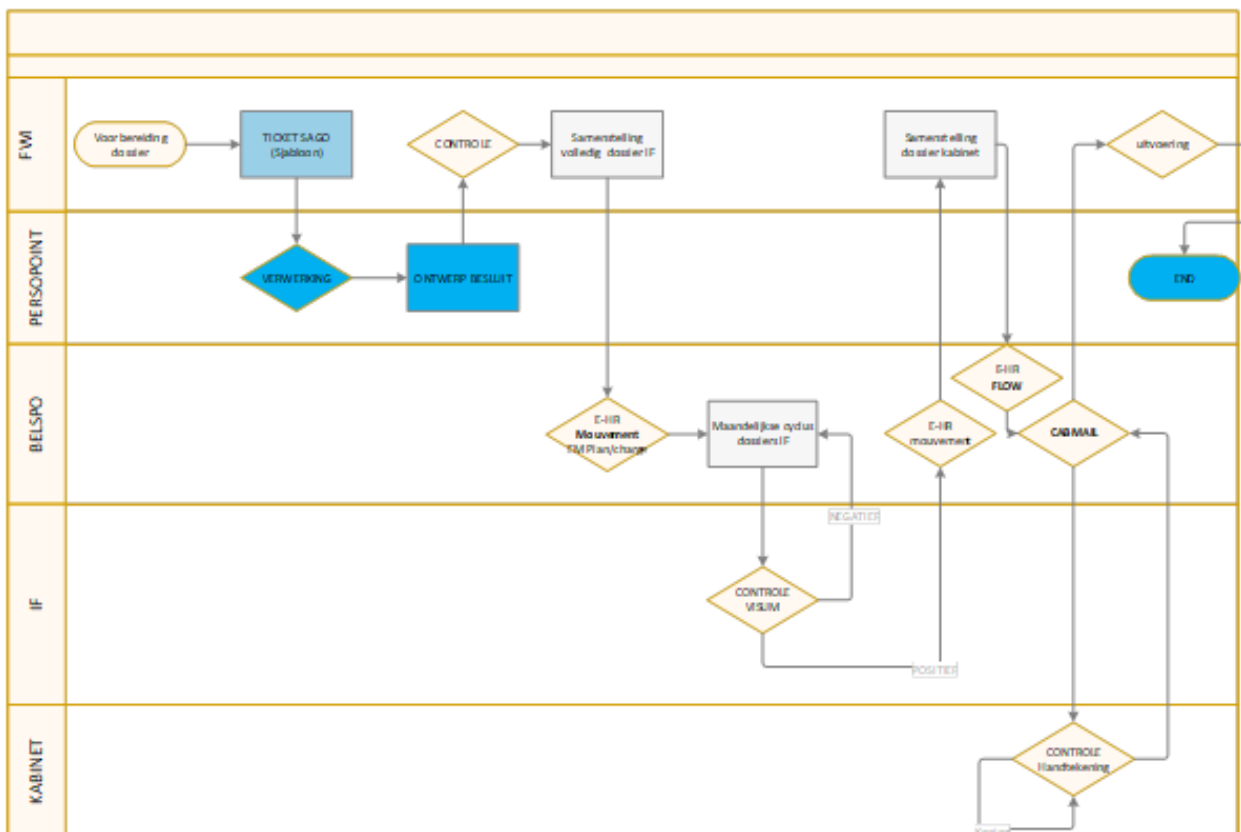 FWI
Voorbereiding
dossier
TICKET SAGO
(Sjabloon)
CONTROLE
Samenstelling
volledig dossier IF
Samenstelling
dossier kabinet
uitvoering
PERSOPOINT
VERWERKING
ONTWERP BESLUIT
END
BELSPO
E-HR
Mouvement
Plan/charge
Maandelijkse cyclus
dossiers IF
E-HR
mouvement
E-HR
FLOW
CABMAIL
NEGATIEF
IF
CONTROLE
VISUM
POSITIEF
KABINET
CONTROLE
Handtekening